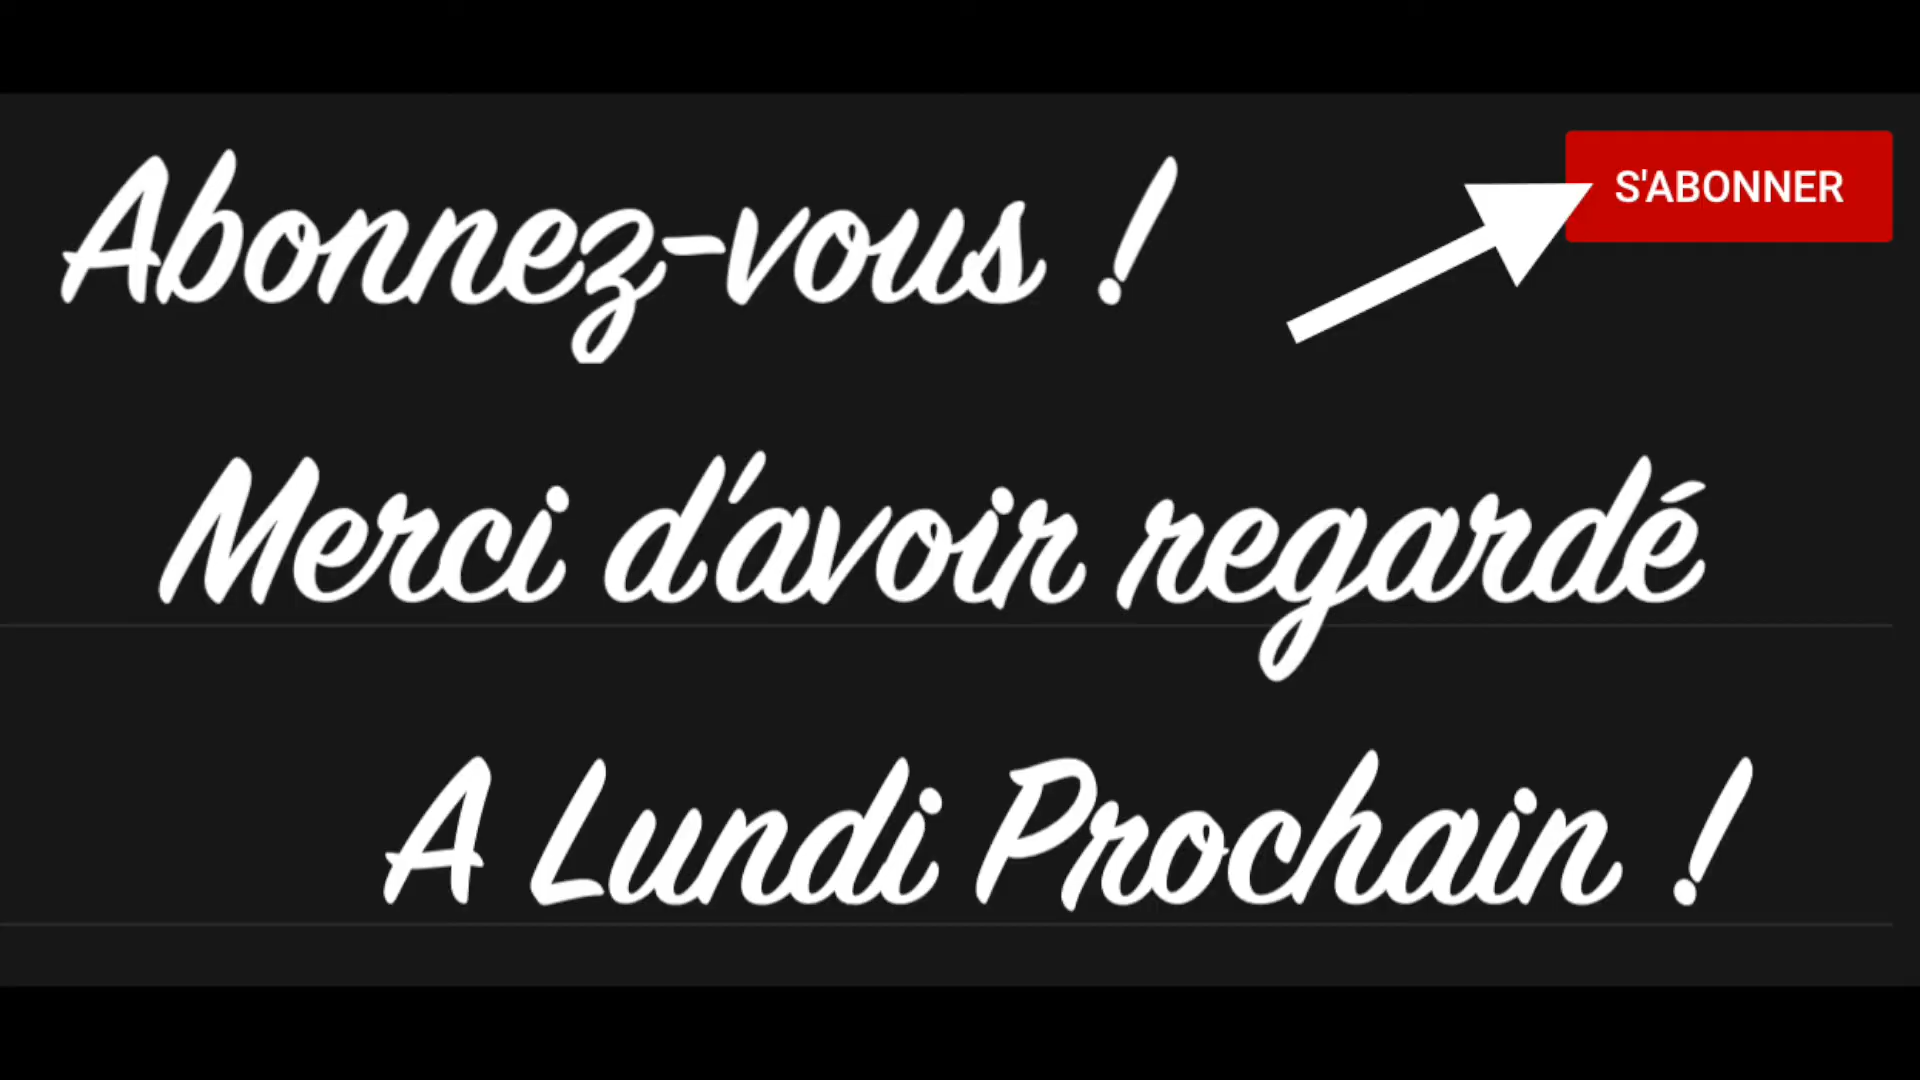 Abonnez-vous !
S'ABONNER
Merci d'avoir regardé
A Lundi Prochain !